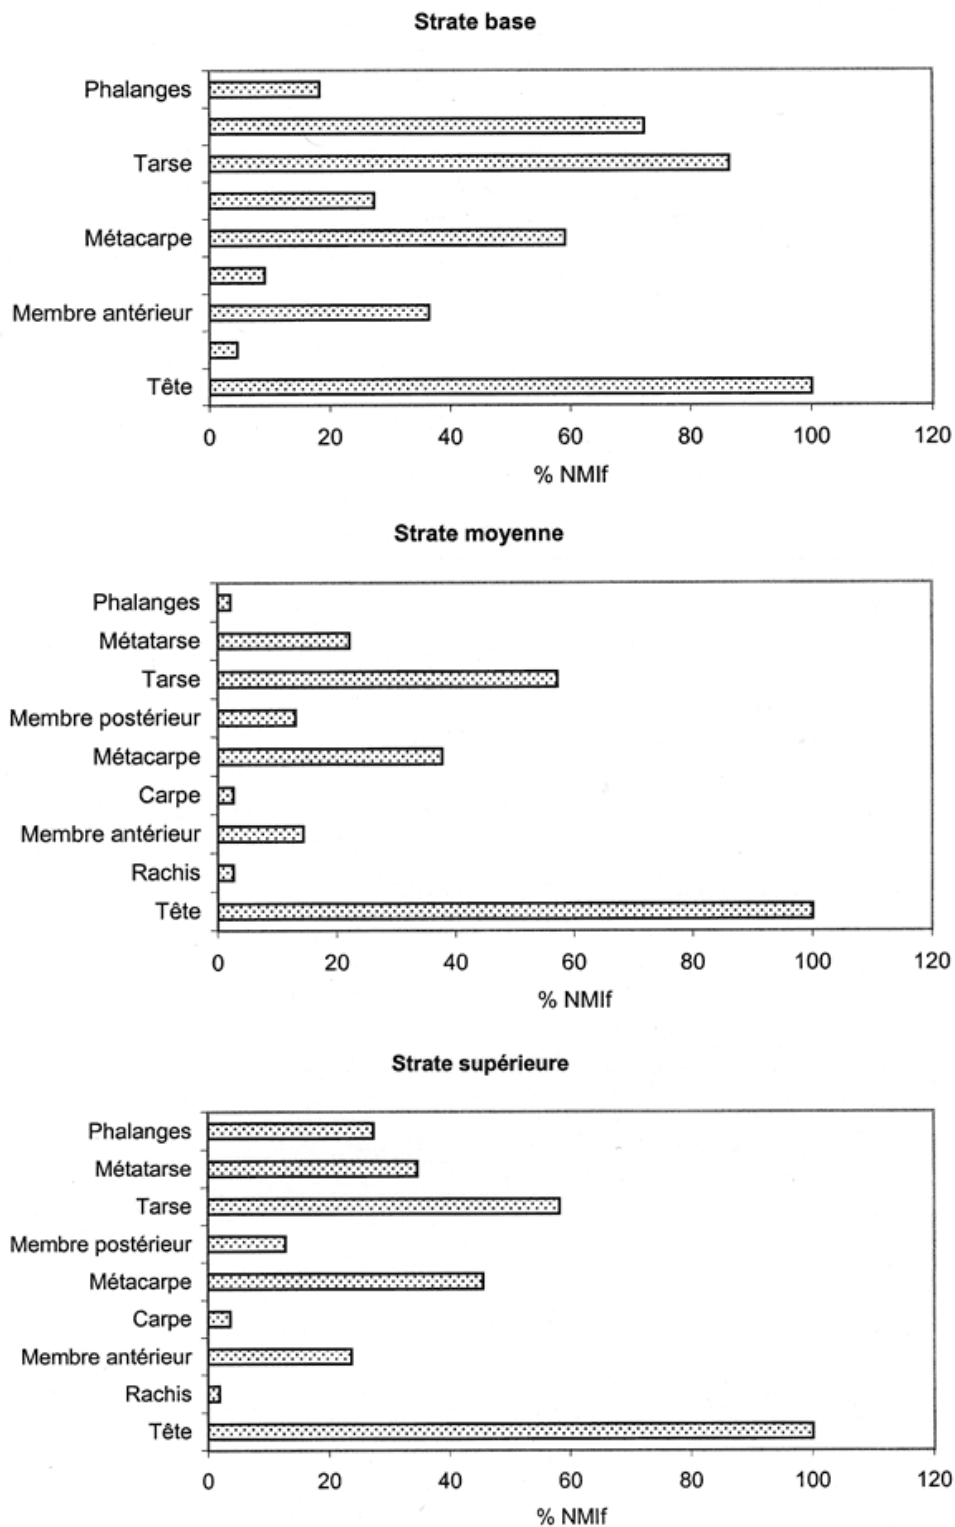 Strate base
Phalanges
Tarse
Métacarpe
Membre antérieur
Tête
0 20 40 60 80 100 120
% NMIf
Strate moyenne
Phalanges
Métatarse
Tarse
Membre postérieur
Métacarpe
Carpe
Membre antérieur
Rachis
Tête
0 20 40 60 80 100 120
% NMIf
Strate supérieure
Phalanges
Métatarse
Tarse
Membre postérieur
Métacarpe
Carpe
Membre antérieur
Rachis
Tête
0 20 40 60 80 100 120
% NMIf